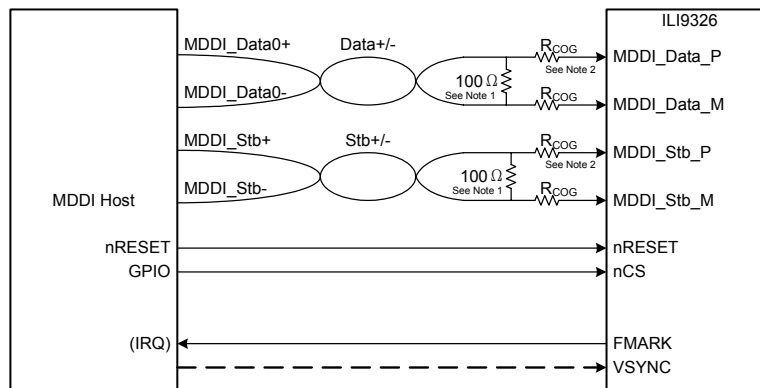 ILI9326
MDDI_Data0+
Data+/-
RCOG
See Note 2
MDDI_Data_P
100 Ω
See Note 1
MDDI_Data0-
RCOG
MDDI_Data_M
MDDI_Stb+
Stb+/-
RCOG
See Note 2
MDDI_Stb_P
100 Ω
See Note 1
MDDI_Stb-
RCOG
MDDI_Stb_M
MDDI Host
nRESET
nRESET
GPIO
nCS
(IRQ)
FMARK
VSYNC